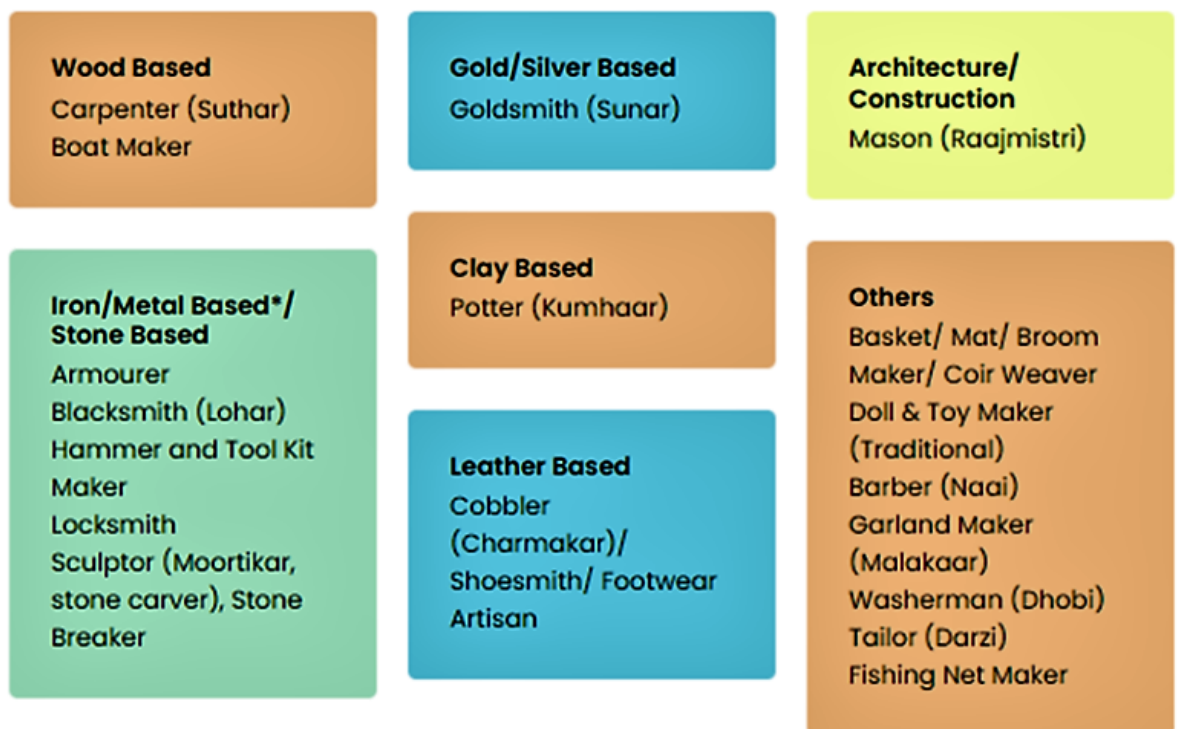 Wood Based
Carpenter (Suthar)
Boat Maker
Iron/Metal Based*/
Stone Based
Armourer
Blacksmith (Lohar)
Hammer and Tool Kit
Maker
Locksmith
Sculptor (Moortikar,
stone carver), Stone
Breaker
Gold/Silver Based
Goldsmith (Sunar)
Clay Based
Potter (Kumhaar)
Leather Based
Cobbler
(Charmakar)/
Shoesmith/ Footwear
Artisan
Architecture/
Construction
Mason (Raajmistri)
Others
Basket/ Mat/ Broom
Maker/ Coir Weaver
Doll & Toy Maker
(Traditional)
Barber (Naai)
Garland Maker
(Malakaar)
Washerman (Dhobi)
Tailor (Darzi)
Fishing Net Maker